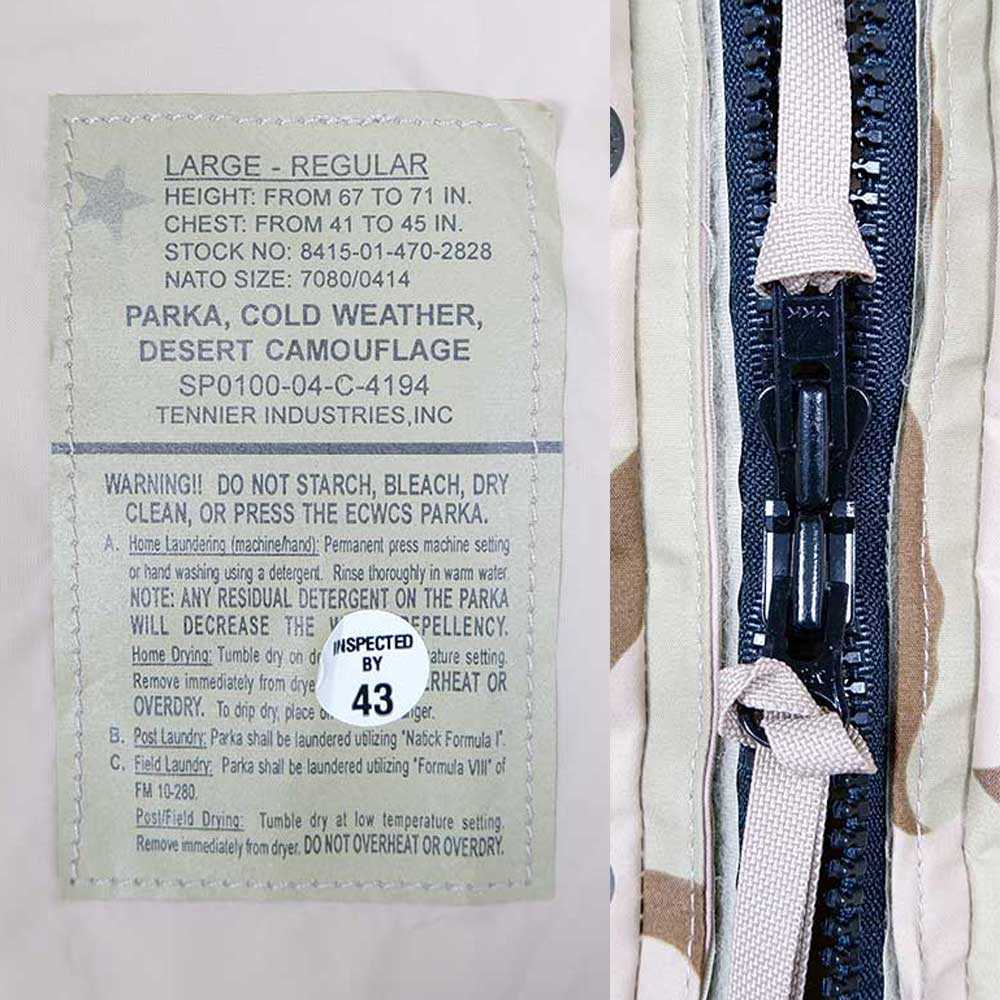 LARGE - REGULAR
HEIGHT: FROM 67 TO 71 IN.
CHEST: FROM 41 TO 45 IN.
STOCK NO: 8415-01-470-2828
NATO SIZE: 7080/0414
PARKA, COLD WEATHER,
DESERT CAMOUFLAGE
SP0100-04-C-4194
TENNIER INDUSTRIES,INC
WARNING!! DO NOT STARCH, BLEACH, DRY
CLEAN, OR PRESS THE ECWCS PARKA.
A. Home Laundering (machine/hand): Permanent press machine setting
or hand washing using a detergent. Rinse thoroughly in warm water
NOTE: ANY RESIDUAL DETERGENT ON THE PARKA
WILL DECREASE THE
Home Drying: Tumble dry on setting.
Remove immediately from OR
OVERDRY. To drip dry, place
INSPECTED
BY
43
B. Post Laundry: Parka shall be laundered utilizing "Natick Formula I".
C. Field Laundry: Parka shall be laundered utilizing "Formula VIII" of
FM 10-280.
Post/Field Drying: Tumble dry at low temperature setting.
Remove immediately from dryer. DO NOT OVERHEAT OR OVERDRY.
YKK